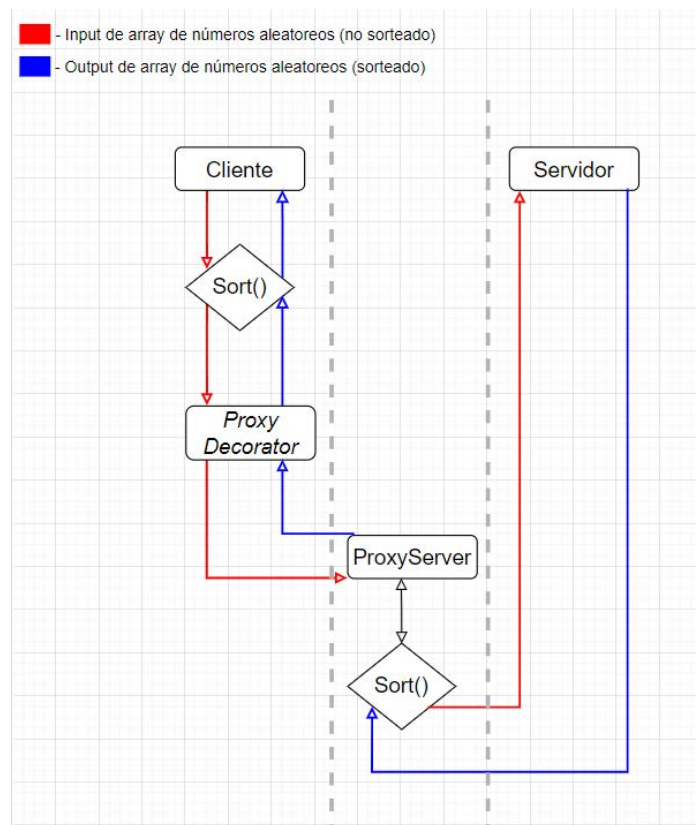 - Input de array de números aleatoreos (no sorteado)
- Output de array de números aleatoreos (sorteado)
Cliente
Servidor
Sort()
Proxy
Decorator
ProxyServer
Sort()